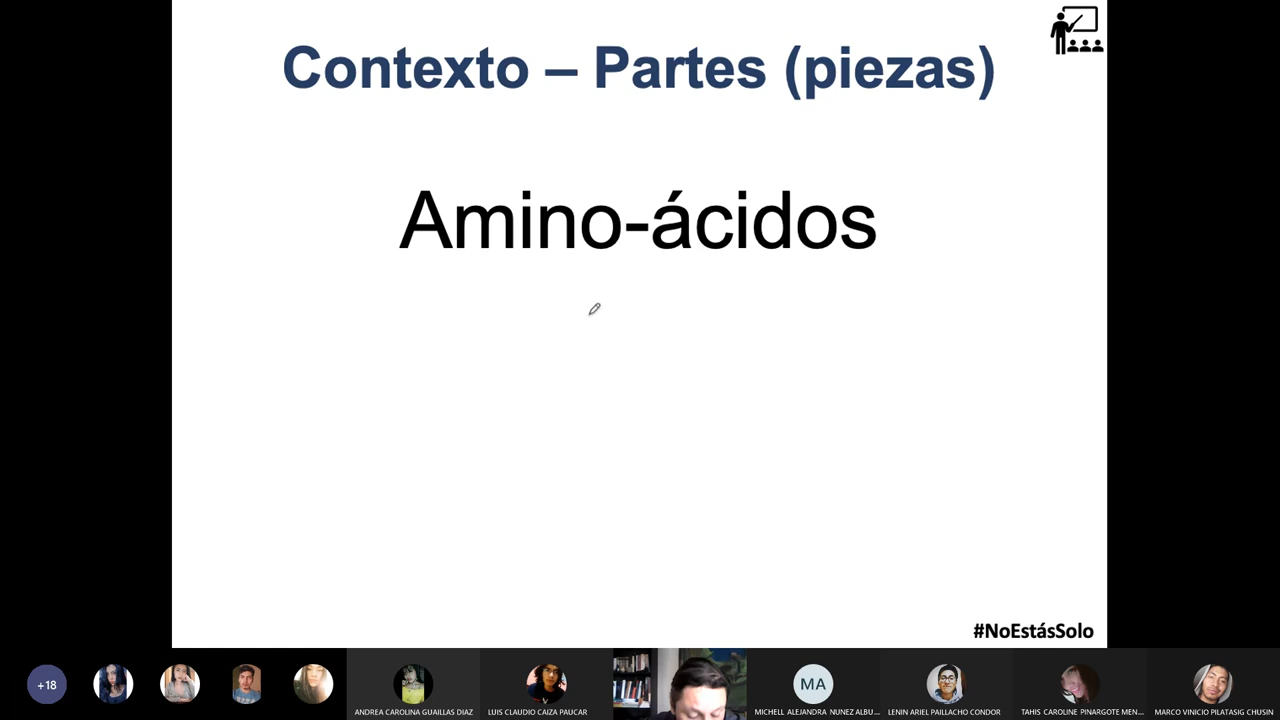 Contexto – Partes (piezas)
Amino-ácidos
#NoEstásSolo
+18
ANDREA CAROLINA GUAILLAS DIAZ
LUIS CLAUDIO CAIZA PAUCAR
MA
MICHELL ALEJANDRA NUNEZ ALBU...
LENIN ARIEL PAILLACHO CONDOR
TAHIS CAROLINE PINARGOTE MEN...
MARCO VINICIO PILATASIG CHUSIN